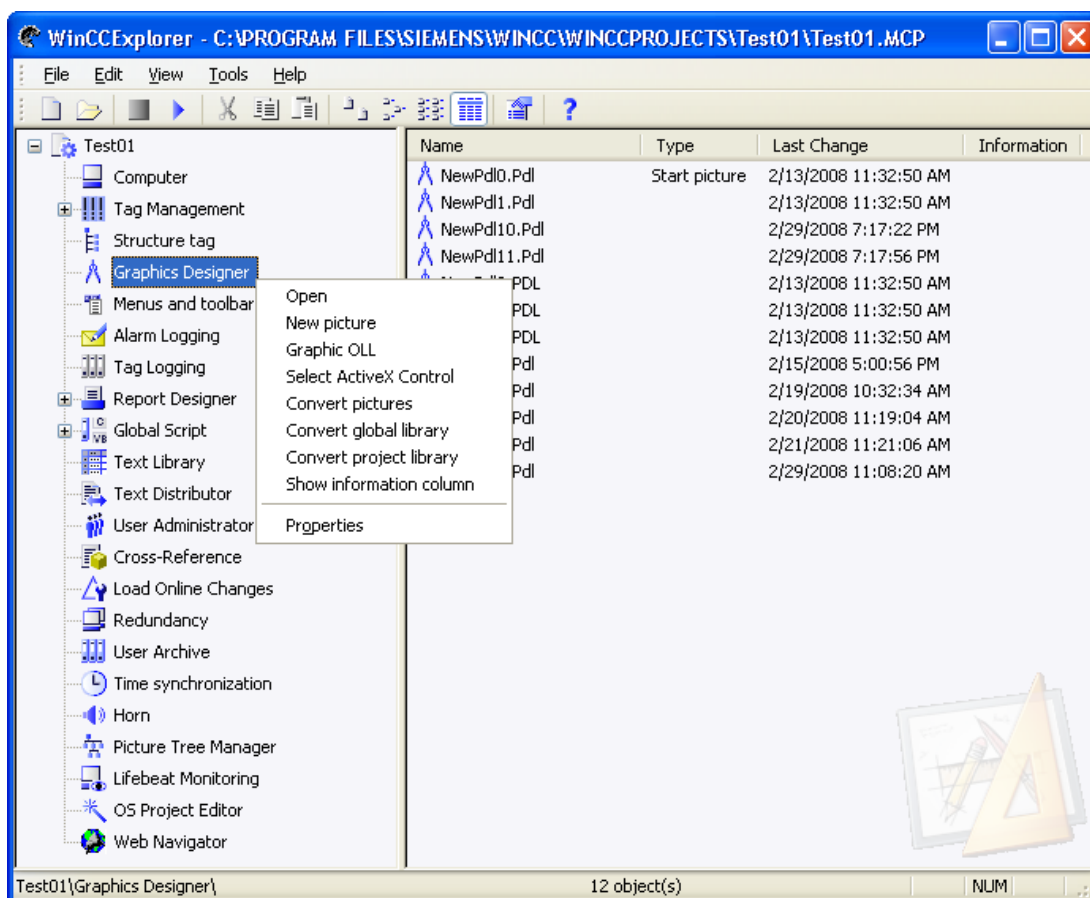 WinCCExplorer - C:\PROGRAM FILES\SIEMENS\WINCC\WINCCPROJECTS\Test01\Test01.MCP
File Edit View Tools Help
Test01
Computer
Tag Management
Structure tag
Graphics Designer
Menus and toolbar
Alarm Logging
Tag Logging
Report Designer
Global Script
Text Library
Text Distributor
User Administrator
Cross-Reference
Load Online Changes
Redundancy
User Archive
Time synchronization
Horn
Picture Tree Manager
Lifebeat Monitoring
OS Project Editor
Web Navigator
Open
New picture
Graphic OLL
Select ActiveX Control
Convert pictures
Convert global library
Convert project library
Show information column
Properties
Name Type Last Change Information
NewPdl0.Pdl Start picture 2/13/2008 11:32:50 AM
NewPdl1.Pdl 2/13/2008 11:32:50 AM
NewPdl10.Pdl 2/29/2008 7:17:22 PM
NewPdl11.Pdl 2/29/2008 7:17:56 PM
PDL 2/13/2008 11:32:50 AM
PDL 2/13/2008 11:32:50 AM
PDL 2/13/2008 11:32:50 AM
Pdl 2/15/2008 5:00:56 PM
Pdl 2/19/2008 10:32:34 AM
Pdl 2/20/2008 11:19:04 AM
Pdl 2/21/2008 11:21:06 AM
Pdl 2/29/2008 11:08:20 AM
Test01\Graphics Designer\ 12 object(s) NUM